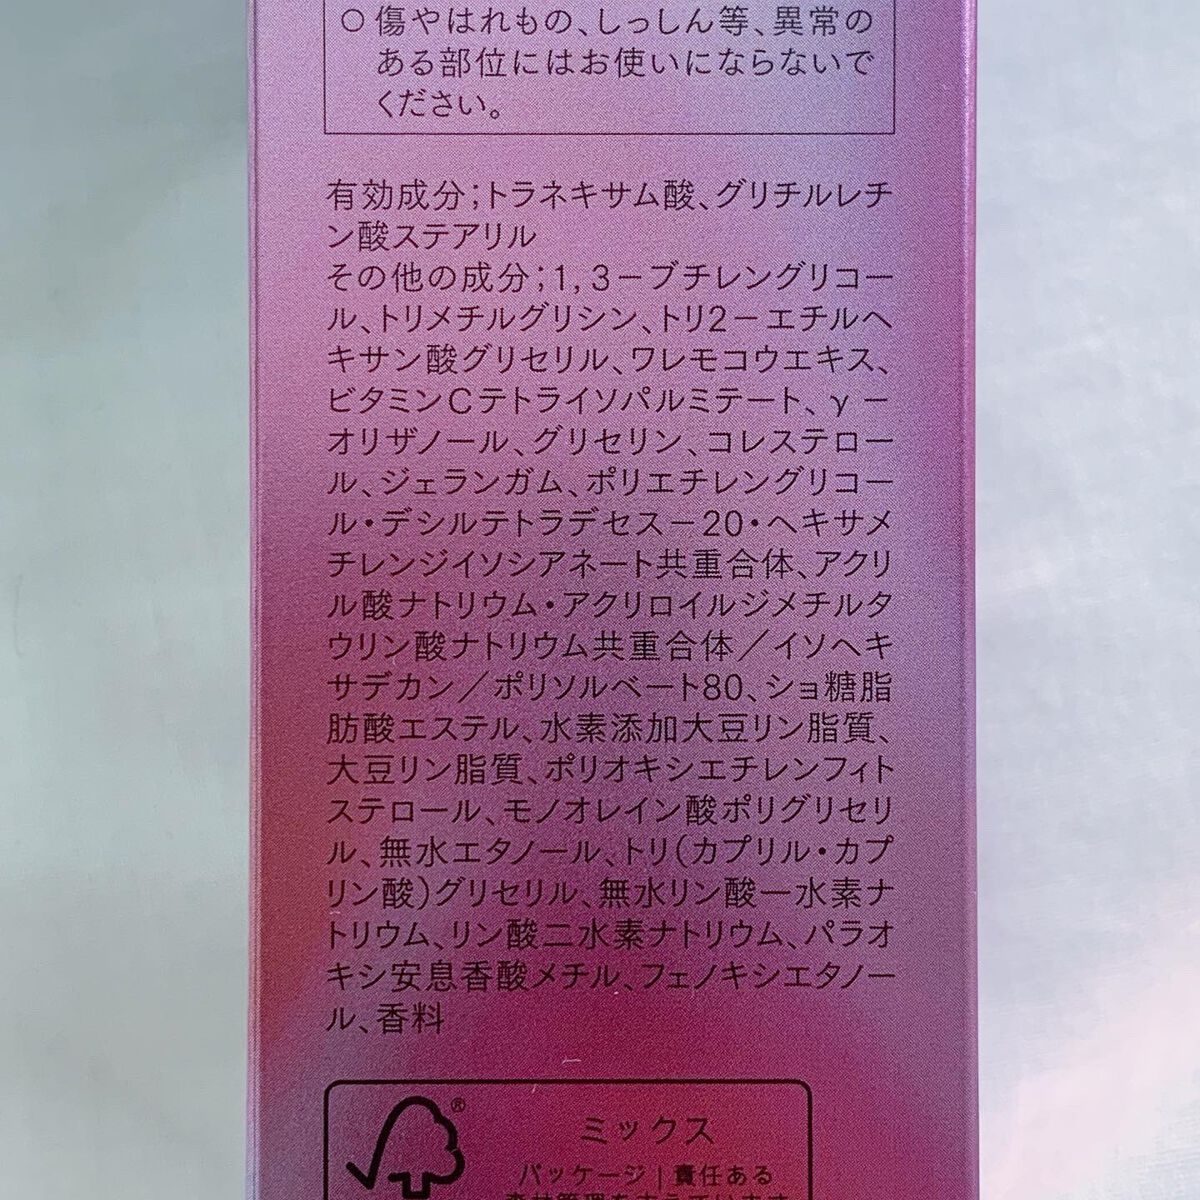 ○ 傷やはれもの、しっしん等、異常の
ある部位にはお使いにならないで
ください。
有効成分;トラネキサム酸、グリチルレチ
ン酸ステアリル
その他の成分;1,3-ブチレングリコー
ル、トリメチルグリシン、トリ2-エチルヘ
キサン酸グリセリル、ワレモコウエキス、
ビタミンCテトライソパルミテート、γ-
オリザノール、グリセリン、コレステロー
ル、ジェランガム、ポリエチレングリコー
ル・デシルテトラデセス-20・ヘキサメ
チレンジイソシアネート共重合体、アクリ
ル酸ナトリウム・アクリロイルジメチルタ
ウリン酸ナトリウム共重合体/イソヘキ
サデカン/ポリソルベート80、ショ糖脂
肪酸エステル、水素添加大豆リン脂質、
大豆リン脂質、ポリオキシエチレンフィト
ステロール、モノオレイン酸ポリグリセリ
ル、無水エタノール、トリ(カプリル・カプ
リン酸)グリセリル、無水リン酸一水素ナ
トリウム、リン酸二水素ナトリウム、パラオ
キシ安息香酸メチル、フェノキシエタノー
ル、香料
®
ミックス
パッケージ|責任ある